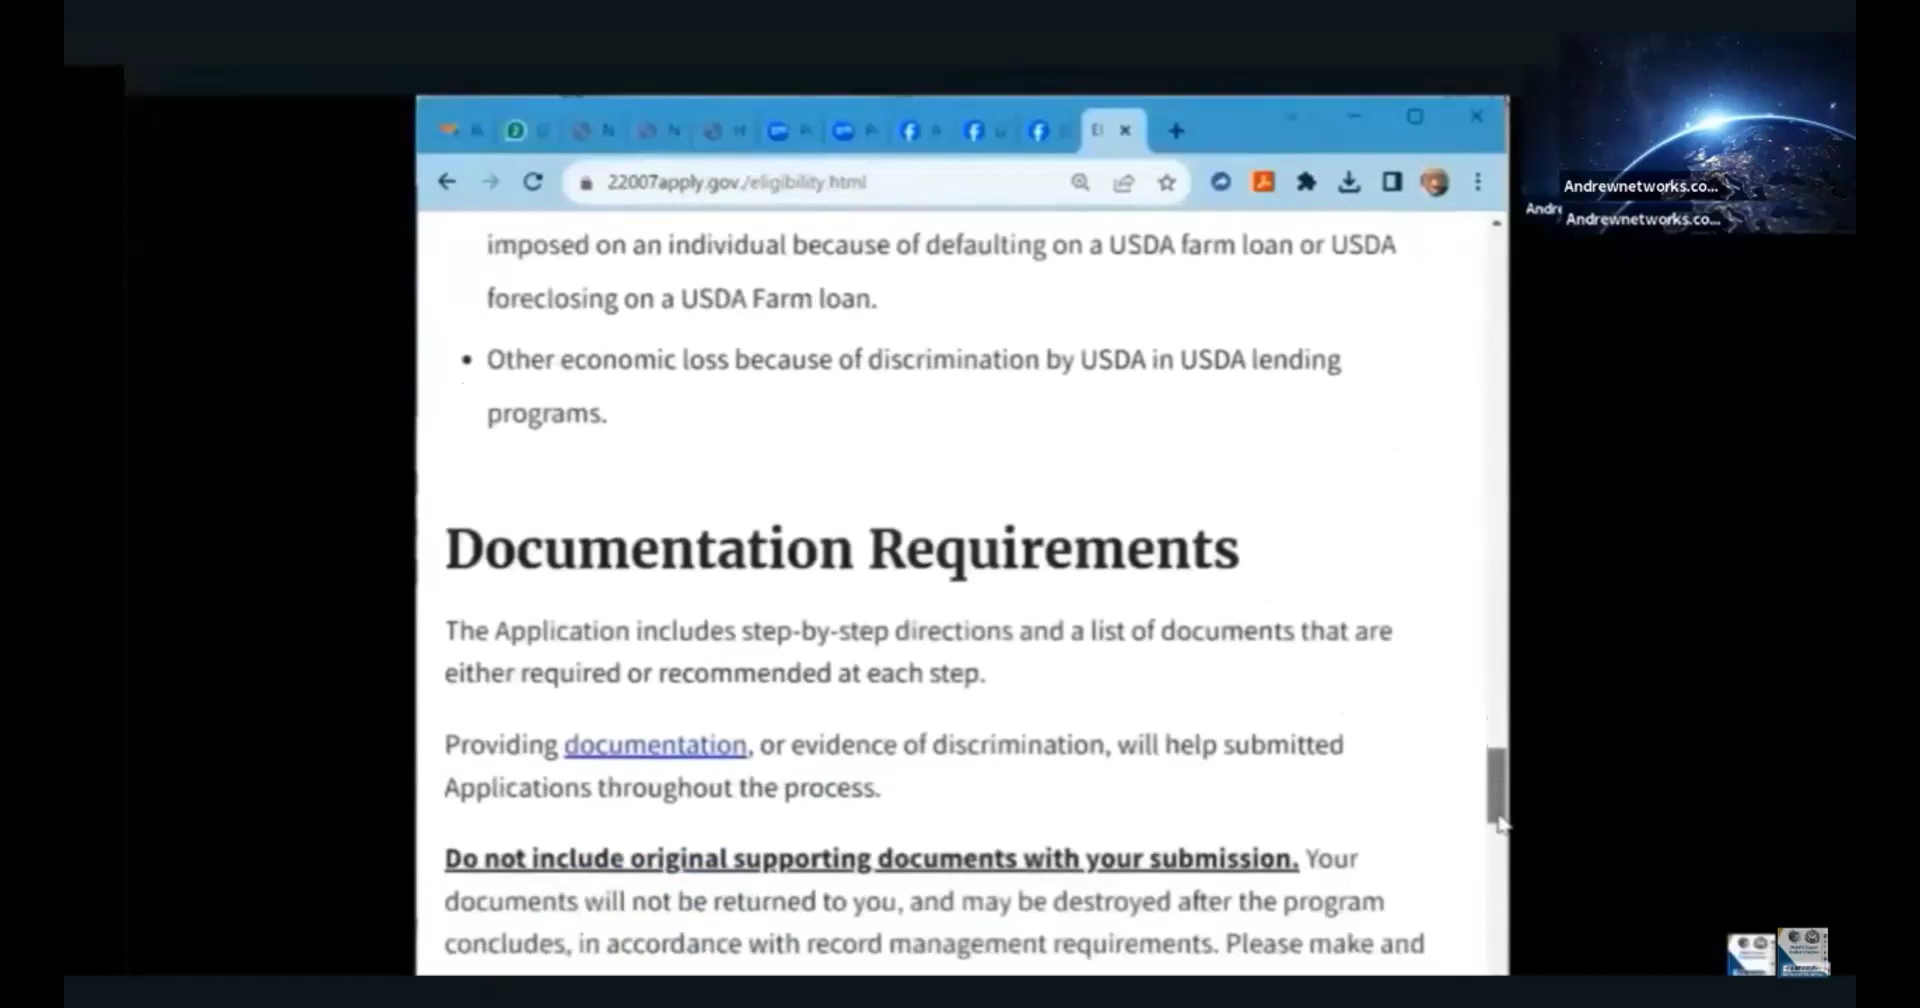 22007apply.gov./eligibility.html
Andrewnetworks.co...
Andre
Andrewnetworks.co...
imposed on an individual because of defaulting on a USDA farm loan or USDA
foreclosing on a USDA Farm loan.
• Other economic loss because of discrimination by USDA in USDA lending
programs.
Documentation Requirements
The Application includes step-by-step directions and a list of documents that are
either required or recommended at each step.
Providing documentation, or evidence of discrimination, will help submitted
Applications throughout the process.
Do not include original supporting documents with your submission. Your
documents will not be returned to you, and may be destroyed after the program
concludes, in accordance with record management requirements. Please make and